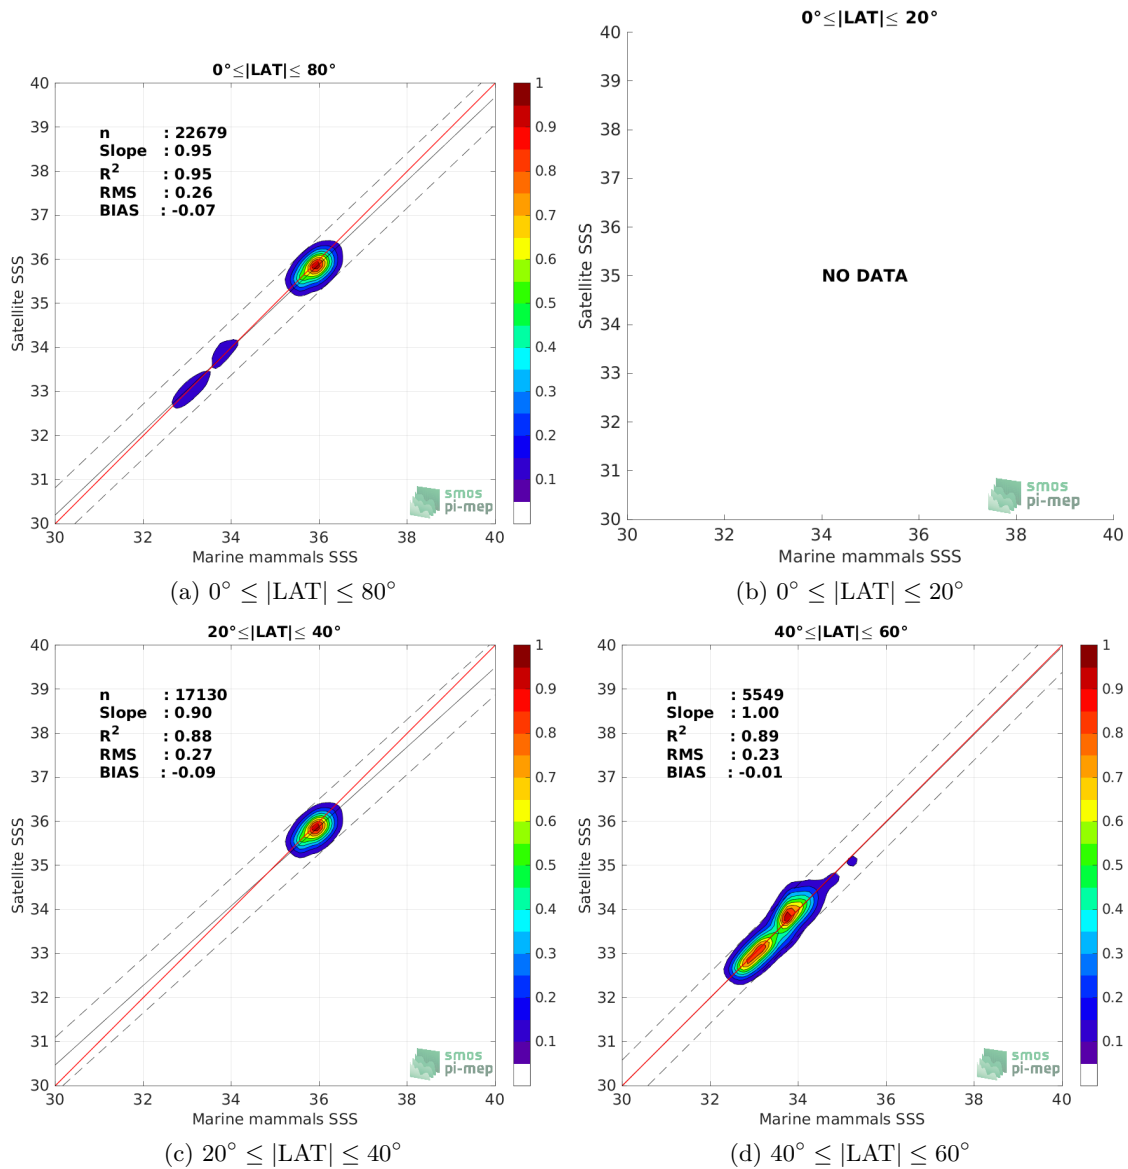 0°≤|LAT|≤ 80°
40
39
38
37
36
35
34
33
32
31
30
Satellite SSS
n : 22679
Slope : 0.95
R² : 0.95
RMS : 0.26
BIAS : -0.07
smos
pi-mep
30 32 34 36 38 40
Marine mammals SSS
1
0.9
0.8
0.7
0.6
0.5
0.4
0.3
0.2
0.1
(a) 0° ≤ |LAT| ≤ 80°
0°≤|LAT|≤ 20°
40
39
38
37
36
35
34
33
32
31
30
Satellite SSS
NO DATA
smos
pi-mep
30 32 34 36 38 40
Marine mammals SSS
(b) 0° ≤ |LAT| ≤ 20°
20°≤|LAT|≤ 40°
40
39
38
37
36
35
34
33
32
31
30
Satellite SSS
n : 17130
Slope : 0.90
R² : 0.88
RMS : 0.27
BIAS : -0.09
smos
pi-mep
30 32 34 36 38 40
Marine mammals SSS
1
0.9
0.8
0.7
0.6
0.5
0.4
0.3
0.2
0.1
(c) 20° ≤ |LAT| ≤ 40°
40°≤|LAT|≤ 60°
40
39
38
37
36
35
34
33
32
31
30
Satellite SSS
n : 5549
Slope : 1.00
R² : 0.89
RMS : 0.23
BIAS : -0.01
smos
pi-mep
30 32 34 36 38 40
Marine mammals SSS
1
0.9
0.8
0.7
0.6
0.5
0.4
0.3
0.2
0.1
(d) 40° ≤ |LAT| ≤ 60°